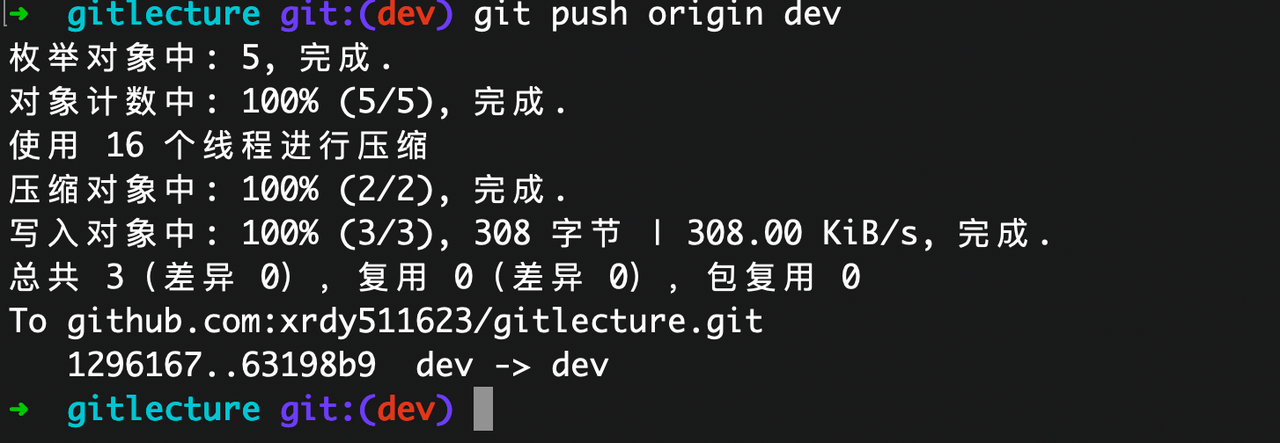 ➜  gitlecture git:(dev) git push origin dev
枚举对象中: 5, 完成.
对象计数中: 100% (5/5), 完成.
使用 16 个线程进行压缩
压缩对象中: 100% (2/2), 完成.
写入对象中: 100% (3/3), 308 字节 | 308.00 KiB/s, 完成.
总共 3（差异 0），复用 0（差异 0），包复用 0
To github.com:xrdy511623/gitlecture.git
   1296167..63198b9  dev -> dev
➜  gitlecture git:(dev)